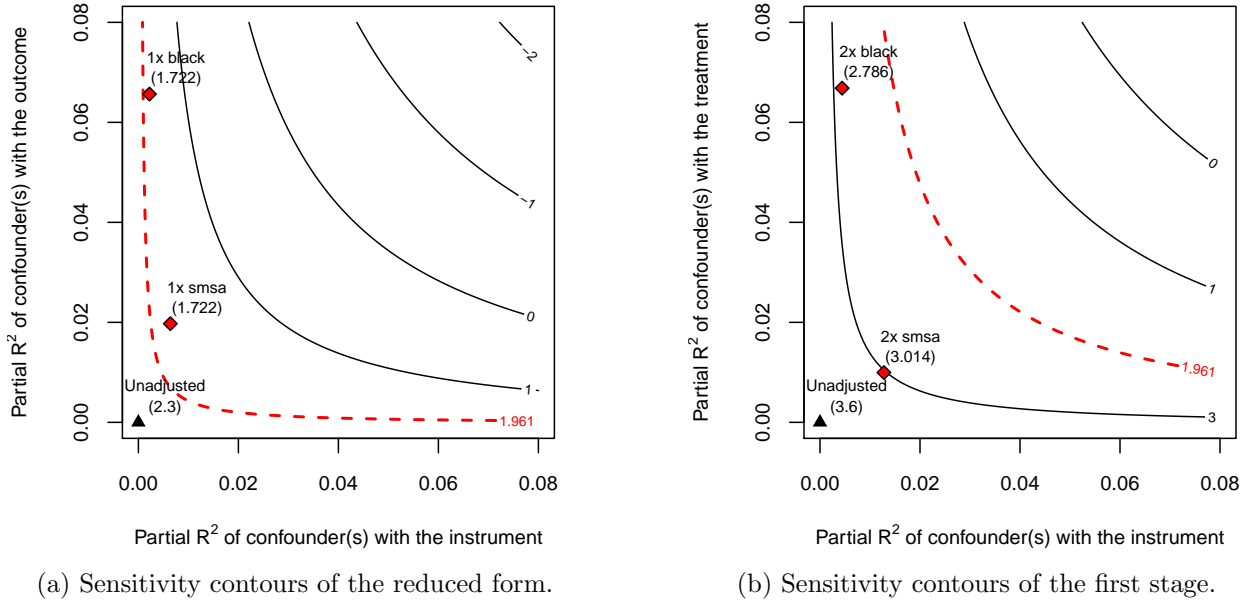 Partial R² of confounder(s) with the outcome
0.00
0.02
0.04
0.06
0.08
1x black
(1.722)
1x smsa
(1.722)
Unadjusted
(2.3)
−2
−1
0
1
1.961
0.00
0.02
0.04
0.06
0.08
Partial R² of confounder(s) with the instrument
(a) Sensitivity contours of the reduced form.
Partial R² of confounder(s) with the treatment
0.00
0.02
0.04
0.06
0.08
2x black
(2.786)
2x smsa
(3.014)
Unadjusted
(3.6)
0
1
1.961
3
0.00
0.02
0.04
0.06
0.08
Partial R² of confounder(s) with the instrument
(b) Sensitivity contours of the first stage.